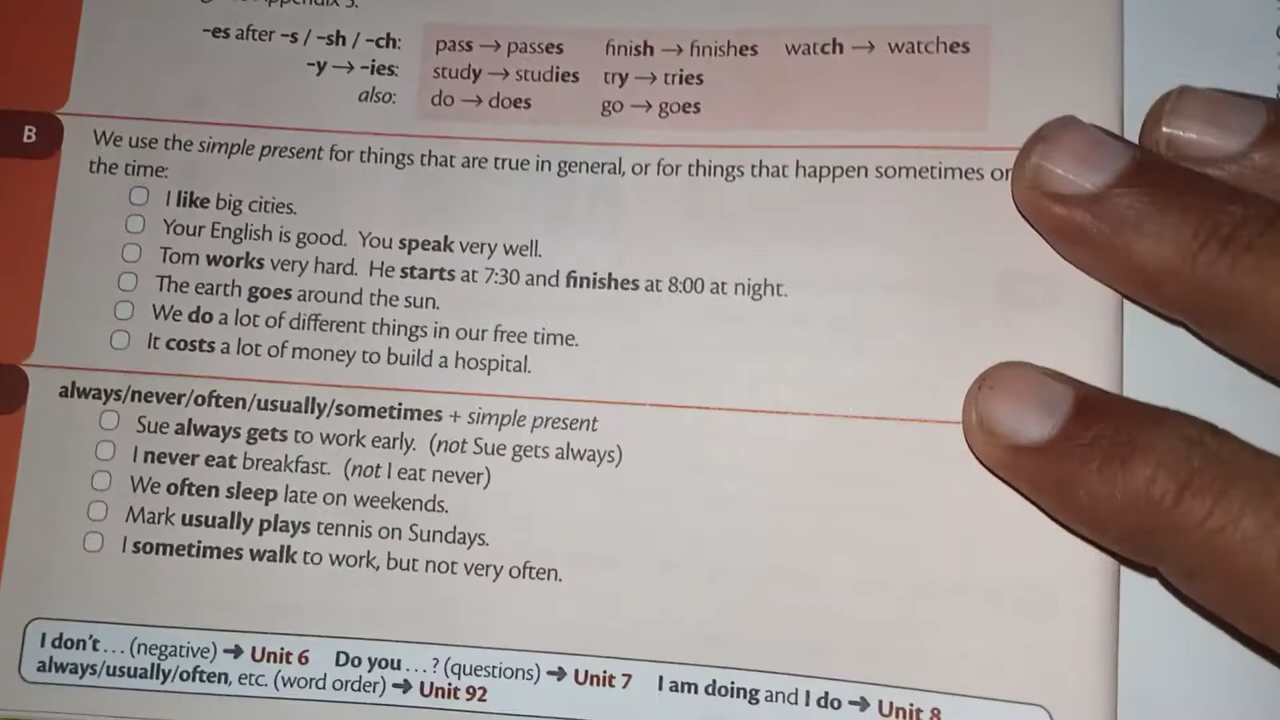 Appendix 5.
-es after -s / -sh / -ch: pass → passes finish → finishes watch → watches
-y → -ies: study → studies try → tries
also: do → does go → goes
B
We use the simple present for things that are true in general, or for things that happen sometimes or
the time:
I like big cities.
Your English is good. You speak very well.
Tom works very hard. He starts at 7:30 and finishes at 8:00 at night.
The earth goes around the sun.
We do a lot of different things in our free time.
It costs a lot of money to build a hospital.
always/never/often/usually/sometimes + simple present
Sue always gets to work early. (not Sue gets always)
I never eat breakfast. (not I eat never)
We often sleep late on weekends.
Mark usually plays tennis on Sundays.
I sometimes walk to work, but not very often.
I don't . . . (negative) → Unit 6 Do you . . . ? (questions) → Unit 7 I am doing and I do → Unit 8
always/usually/often, etc. (word order) → Unit 92